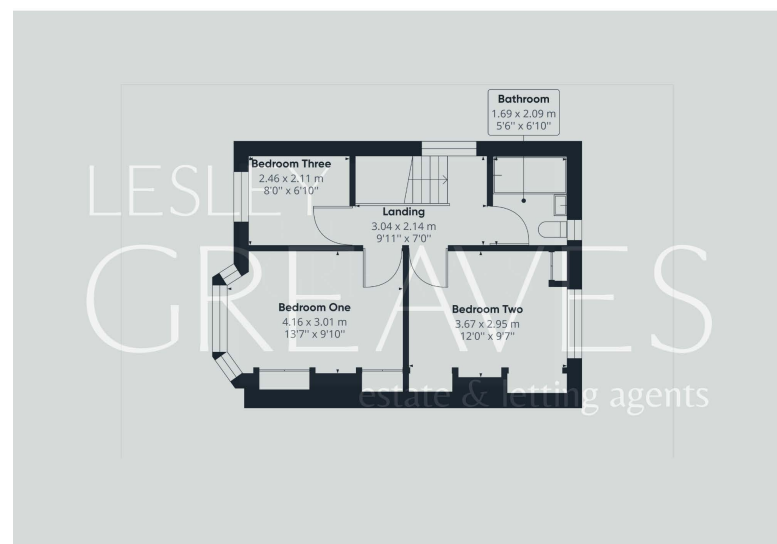 Bathroom
1.69 x 2.09 m
5'6" x 6'10"
Bedroom Three
2.46 x 2.11 m
8'0" x 6'10"
Landing
3.04 x 2.14 m
9'11" x 7'0"
Bedroom One
4.16 x 3.01 m
13'7" x 9'10"
Bedroom Two
3.67 x 2.95 m
12'0" x 9'7"
LESLEY
GREAVES
estate & letting agents